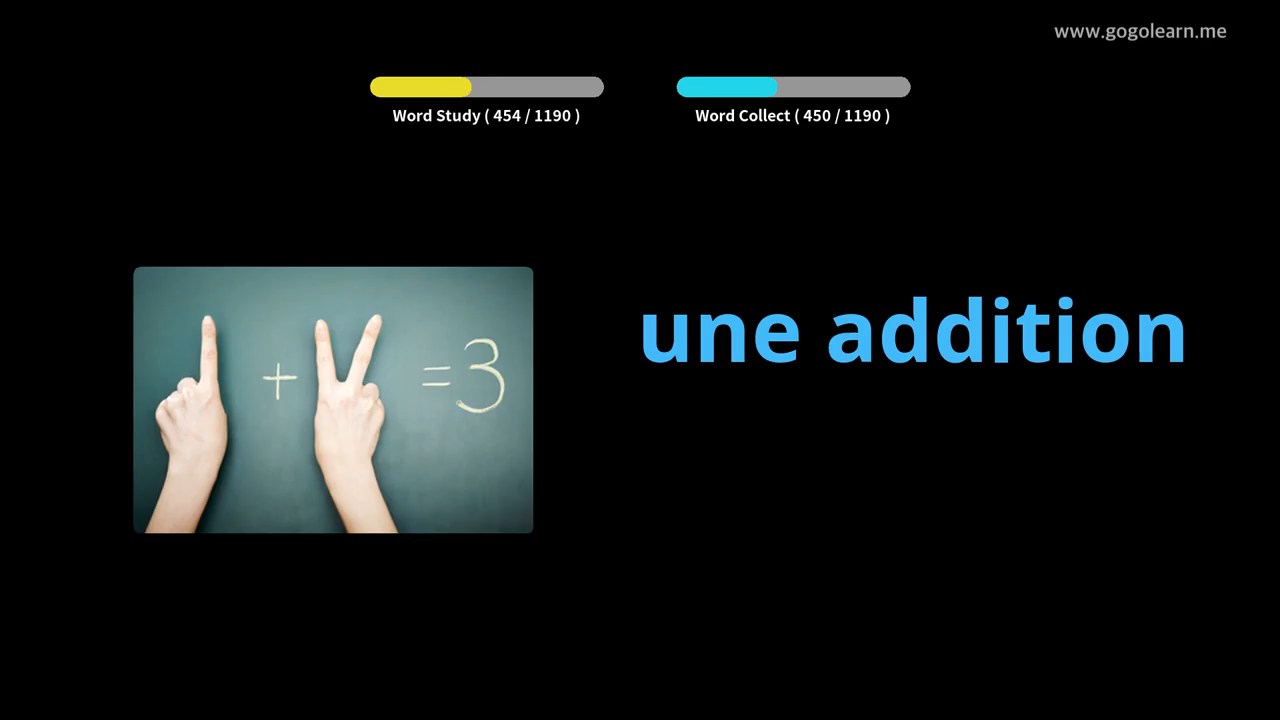 www.gogolearn.me
Word Study ( 454 / 1190 )
Word Collect ( 450 / 1190 )
une addition
+ = 3